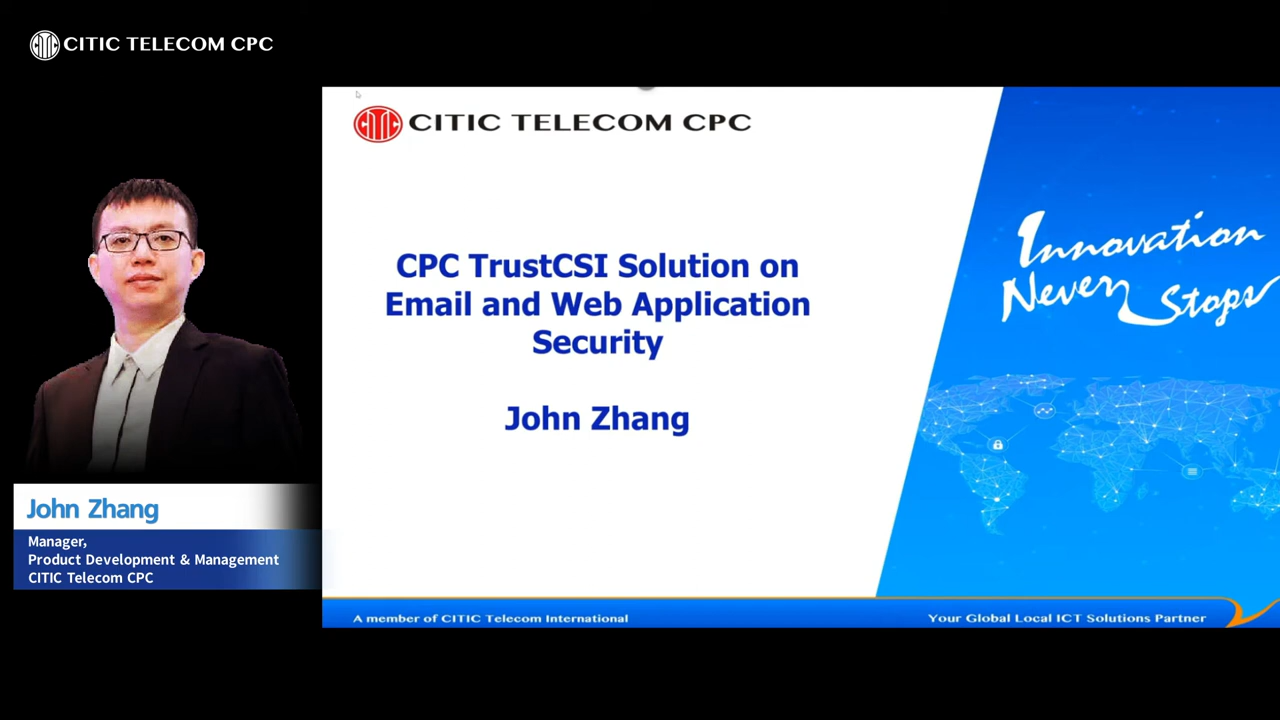 CITIC TELECOM CPC
CITIC TELECOM CPC
CPC TrustCSI Solution on
Email and Web Application
Security
John Zhang
Innovation
Never Stops
John Zhang
Manager,
Product Development & Management
CITIC Telecom CPC
A member of CITIC Telecom International
Your Global Local ICT Solutions Partner